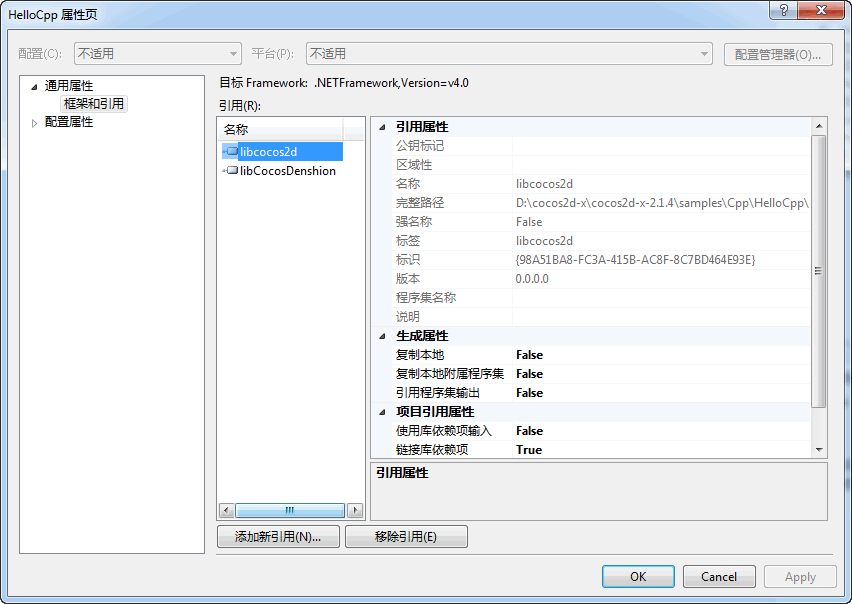 HelloCpp 属性页
配置(C): 不适用 平台(P): 不适用 配置管理器(O)...
通用属性
框架和引用
配置属性
目标 Framework: .NETFramework,Version=v4.0
引用(R):
名称
libcocos2d
libCocosDenshion
引用属性
公钥标记
区域性
名称 libcocos2d
完整路径 D:\cocos2d-x\cocos2d-x-2.1.4\samples\Cpp\HelloCpp\
强名称 False
标签 libcocos2d
标识 {98A51BA8-FC3A-415B-AC8F-8C7BD464E93E}
版本 0.0.0.0
程序集名称
说明
生成属性
复制本地 False
复制本地附属程序集 False
引用程序集输出 False
项目引用属性
使用库依赖项输入 False
链接库依赖项 True
引用属性
添加新引用(N)... 移除引用(E)
OK Cancel Apply